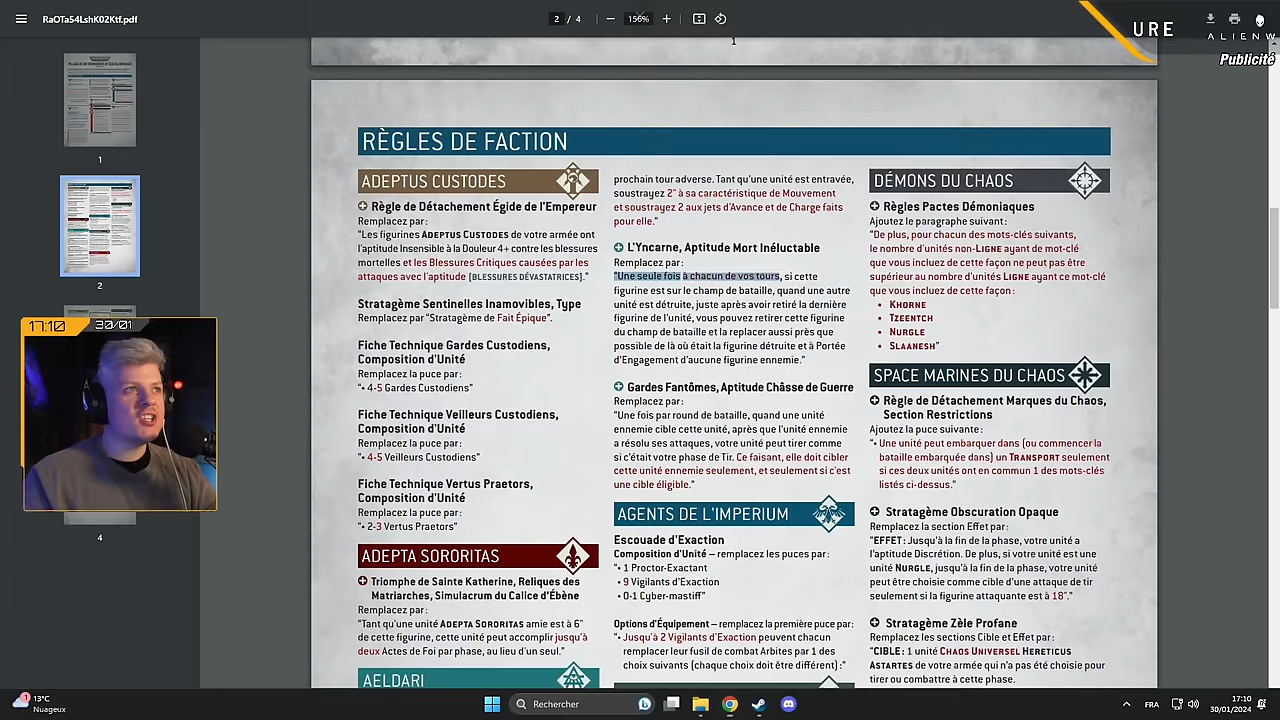 RaOTa54LshK02Ktf.pdf
2 / 4
156%
URE
ALIENW
Publicité
1
1
2
4
17:10
30/01
RÈGLES DE FACTION
ADEPTUS CUSTODES
Règle de Détachement Égide de l'Empereur
Remplacez par :
"Les figurines ADEPTUS CUSTODES de votre armée ont
l'aptitude Insensible à la Douleur 4+ contre les blessures
mortelles et les Blessures Critiques causées par les
attaques avec l'aptitude [BLESSURES DÉVASTATRICES]."
Stratagème Sentinelles Inamovibles, Type
Remplacez par "Stratagème de Fait Épique".
Fiche Technique Gardes Custodiens,
Composition d'Unité
Remplacez la puce par :
"• 4-5 Gardes Custodiens"
Fiche Technique Veilleurs Custodiens,
Composition d'Unité
Remplacez la puce par :
"• 4-5 Veilleurs Custodiens"
Fiche Technique Vertus Praetors,
Composition d'Unité
Remplacez la puce par :
"• 2-3 Vertus Praetors"
ADEPTA SORORITAS
Triomphe de Sainte Katherine, Reliques des
Matriarches, Simulacrum du Calice d'Ébène
Remplacez par :
"Tant qu'une unité ADEPTA SORORITAS amie est à 6"
de cette figurine, cette unité peut accomplir jusqu'à
deux Actes de Foi par phase, au lieu d'un seul."
AELDARI
prochain tour adverse. Tant qu'une unité est entravée,
soustrayez 2" à sa caractéristique de Mouvement
et soustrayez 2 aux jets d'Avance et de Charge faits
pour elle."
L'Yncarne, Aptitude Mort Inéluctable
Remplacez par :
"Une seule fois à chacun de vos tours, si cette
figurine est sur le champ de bataille, quand une autre
unité est détruite, juste après avoir retiré la dernière
figurine de l'unité, vous pouvez retirer cette figurine
du champ de bataille et la replacer aussi près que
possible de là où était la figurine détruite et à Portée
d'Engagement d'aucune figurine ennemie."
Gardes Fantômes, Aptitude Châsse de Guerre
Remplacez par :
"Une fois par round de bataille, quand une unité
ennemie cible cette unité, après que l'unité ennemie
a résolu ses attaques, votre unité peut tirer comme
si c'était votre phase de Tir. Ce faisant, elle doit cibler
cette unité ennemie seulement, et seulement si c'est
une cible éligible."
AGENTS DE L'IMPERIUM
Escouade d'Exaction
Composition d'Unité – remplacez les puces par :
"• 1 Proctor-Exactant
• 9 Vigilants d'Exaction
• 0-1 Cyber-mastiff"
Options d'Équipement – remplacez la première puce par :
"• Jusqu'à 2 Vigilants d'Exaction peuvent chacun
remplacer leur fusil de combat Arbites par 1 des
choix suivants (chaque choix doit être différent) :"
DÉMONS DU CHAOS
Règles Pactes Démoniaques
Ajoutez le paragraphe suivant :
"De plus, pour chacun des mots-clés suivants,
le nombre d'unités non-LIGNE ayant de mot-clé
que vous incluez de cette façon ne peut pas être
supérieur au nombre d'unités LIGNE ayant ce mot-clé
que vous incluez de cette façon :
• KHORNE
• TZEENTCH
• NURGLE
• SLAANESH"
SPACE MARINES DU CHAOS
Règle de Détachement Marques du Chaos,
Section Restrictions
Ajoutez la puce suivante :
"• Une unité peut embarquer dans (ou commencer la
bataille embarquée dans) un TRANSPORT seulement
si ces deux unités ont en commun 1 des mots-clés
listés ci-dessus."
Stratagème Obscuration Opaque
Remplacez la section Effet par :
"EFFET : Jusqu'à la fin de la phase, votre unité a
l'aptitude Discrétion. De plus, si votre unité est une
unité NURGLE, jusqu'à la fin de la phase, votre unité
peut être choisie comme cible d'une attaque de tir
seulement si la figurine attaquante est à 18"."
Stratagème Zèle Profane
Remplacez les sections Cible et Effet par :
"CIBLE : 1 unité CHAOS UNIVERSEL HERETICUS
ASTARTES de votre armée qui n'a pas été choisie pour
tirer ou combattre à cette phase.
1
13°C
Nuageux
Rechercher
FRA
17:10
30/01/2024